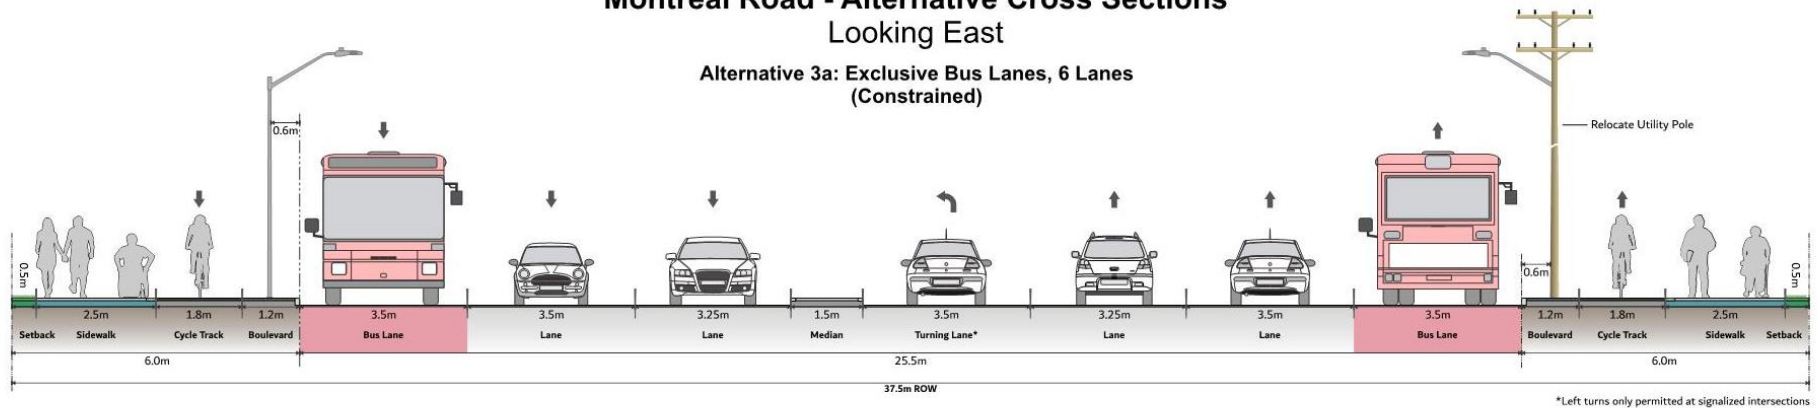 Montreal Road - Alternative Cross Sections
Looking East
Alternative 3a: Exclusive Bus Lanes, 6 Lanes
(Constrained)
0.6m
Relocate Utility Pole
0.5m
0.6m
0.5m
2.5m 1.8m 1.2m 3.5m 3.5m 3.25m 1.5m 3.5m 3.25m 3.5m 3.5m 1.2m 1.8m 2.5m
Setback Sidewalk Cycle Track Boulevard Bus Lane Lane Lane Median Turning Lane* Lane Lane Bus Lane Boulevard Cycle Track Sidewalk Setback
6.0m 25.5m 6.0m
37.5m ROW
*Left turns only permitted at signalized intersections